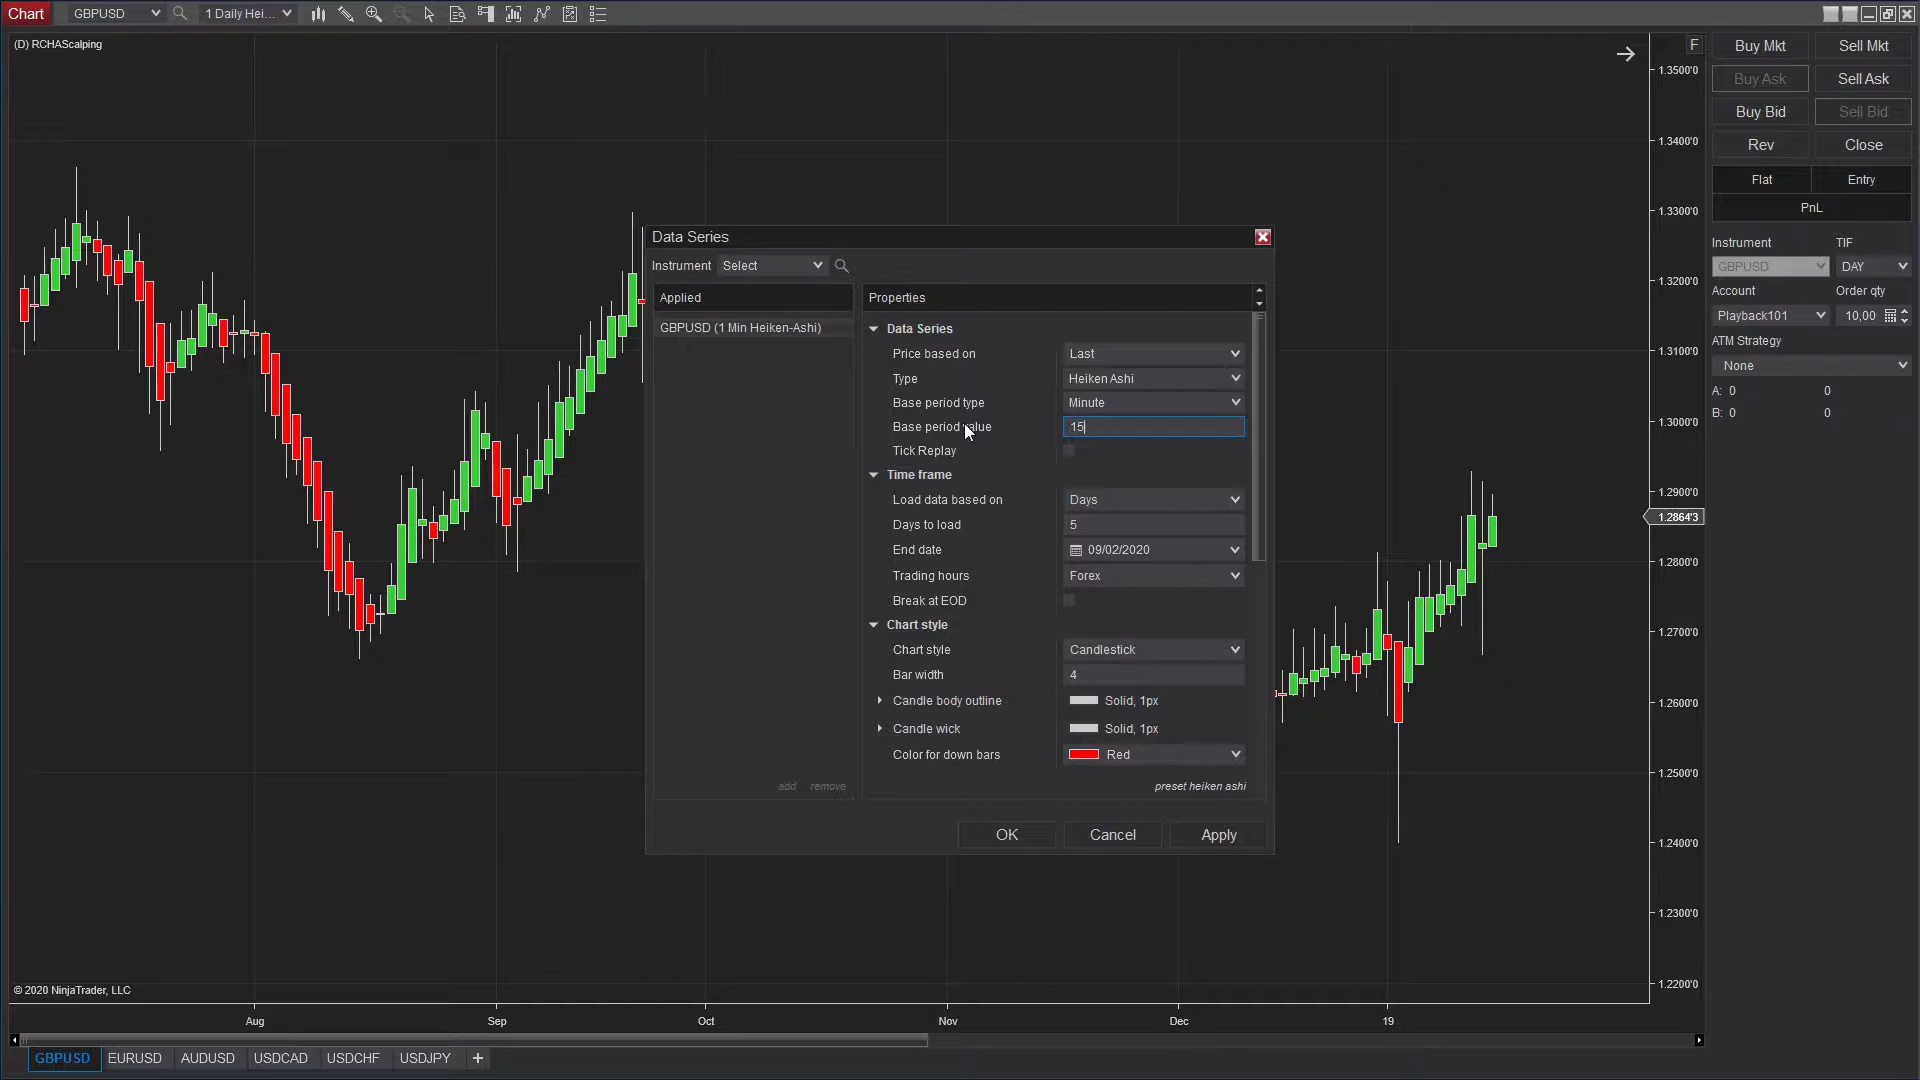 Chart GBPUSD 1 Daily Hei...
(D) RCHAScalping
F
Buy Mkt Sell Mkt
Buy Ask Sell Ask
Buy Bid Sell Bid
Rev Close
Flat Entry
PnL
Instrument TIF
GBPUSD DAY
Account Order qty
Playback101 10,00
ATM Strategy
None
A: 0 0
B: 0 0
1.3500'0
1.3400'0
1.3300'0
1.3200'0
1.3100'0
1.3000'0
1.2900'0
1.2864'3
1.2800'0
1.2700'0
1.2600'0
1.2500'0
1.2400'0
1.2300'0
1.2200'0
Data Series
Instrument Select
Applied
GBPUSD (1 Min Heiken-Ashi)
add remove
Properties
Data Series
Price based on Last
Type Heiken Ashi
Base period type Minute
Base period value 15
Tick Replay
Time frame
Load data based on Days
Days to load 5
End date 09/02/2020
Trading hours Forex
Break at EOD
Chart style
Chart style Candlestick
Bar width 4
Candle body outline Solid, 1px
Candle wick Solid, 1px
Color for down bars Red
preset heiken ashi
OK Cancel Apply
© 2020 NinjaTrader, LLC
Aug Sep Oct Nov Dec 19
GBPUSD EURUSD AUDUSD USDCAD USDCHF USDJPY +